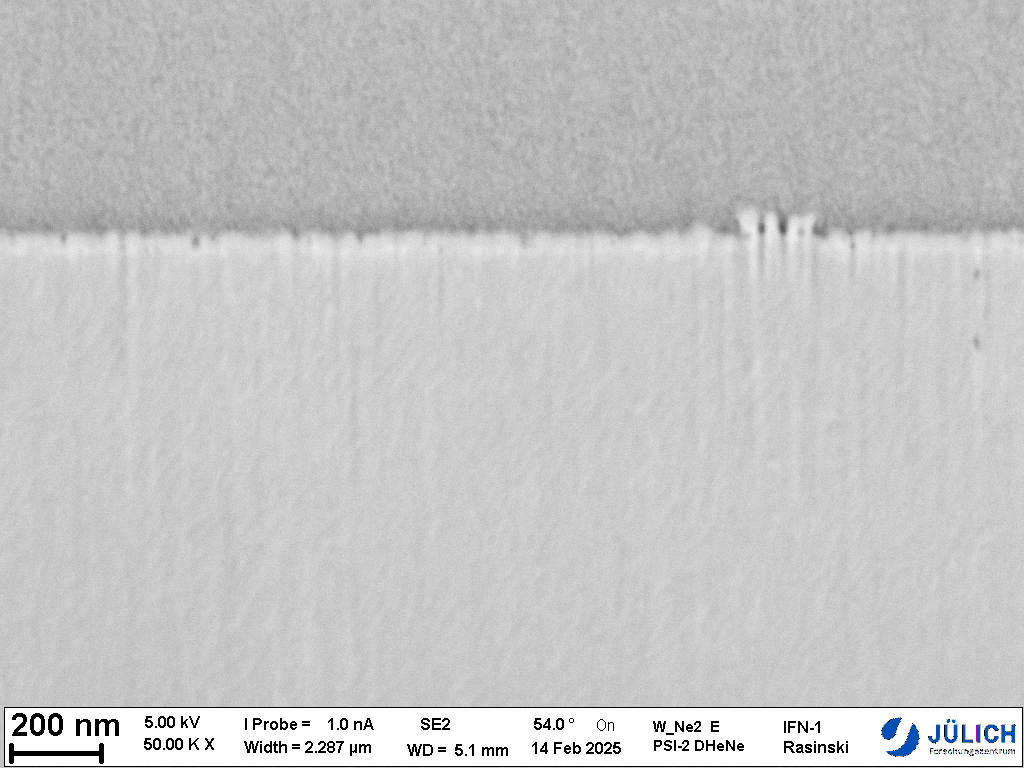 200 nm
5.00 kV
50.00 K X
I Probe = 1.0 nA
Width = 2.287 µm
SE2
WD = 5.1 mm
54.0 ° On
14 Feb 2025
W_Ne2 E
PSI-2 DHeNe
IFN-1
Rasinski
JÜLICH
Forschungszentrum